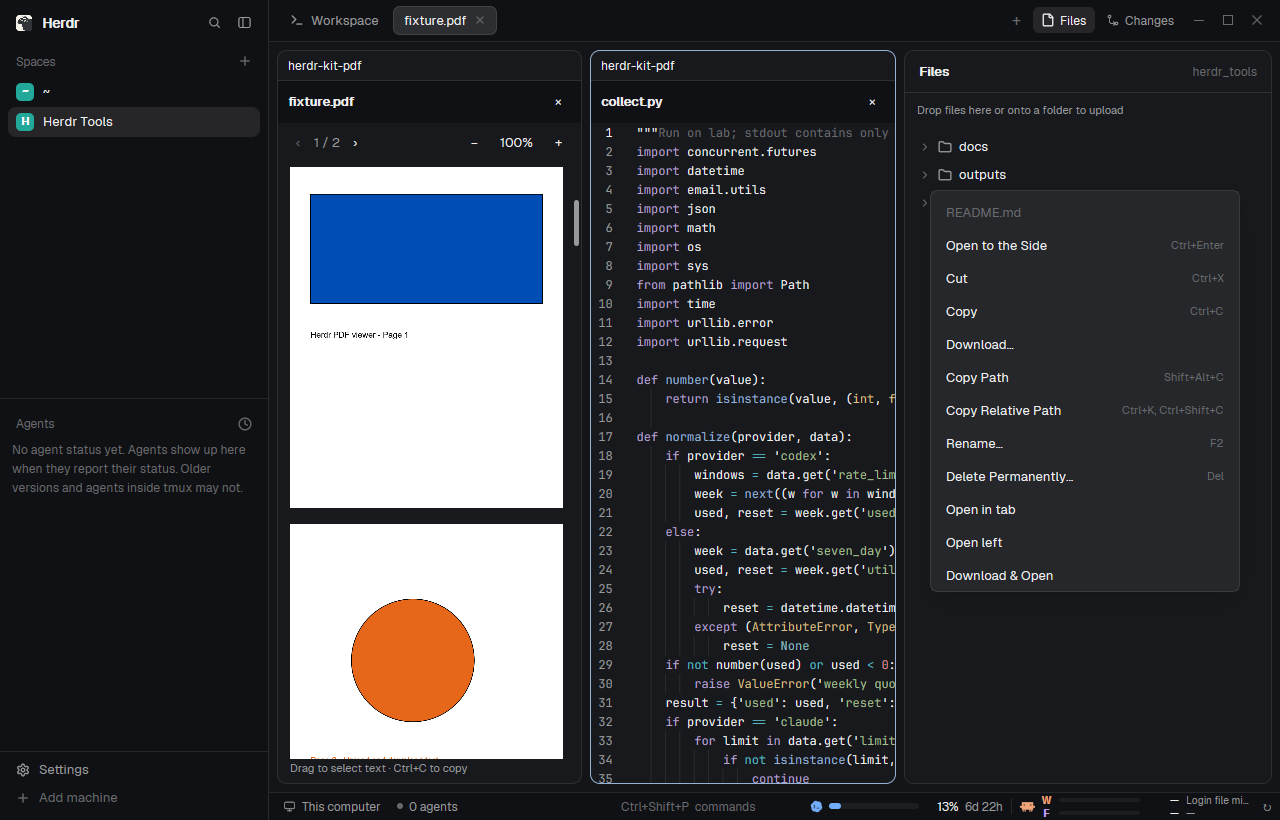 Herdr
Workspace
fixture.pdf
Files
Changes
Spaces
~
H Herdr Tools
Agents
No agent status yet. Agents show up here
when they report their status. Older
versions and agents inside tmux may not.
Settings
Add machine
herdr-kit-pdf
fixture.pdf ×
‹ 1 / 2 › − 100% +
Herdr PDF viewer - Page 1
Drag to select text · Ctrl+C to copy
herdr-kit-pdf
collect.py ×
1 """Run on lab; stdout contains only
2 import concurrent.futures
3 import datetime
4 import email.utils
5 import json
6 import math
7 import os
8 import sys
9 from pathlib import Path
10 import time
11 import urllib.error
12 import urllib.request
13
14 def number(value):
15 return isinstance(value, (int, f
16
17 def normalize(provider, data):
18 if provider == 'codex':
19 windows = data.get('rate_lim
20 week = next((w for w in wind
21 used, reset = week.get('used
22 else:
23 week = data.get('seven_day')
24 used, reset = week.get('util
25 try:
26 reset = datetime.datetim
27 except (AttributeError, Type
28 reset = None
29 if not number(used) or used < 0:
30 raise ValueError('weekly quo
31 result = {'used': used, 'reset':
32 if provider == 'claude':
33 for limit in data.get('limit
34 if not isinstance(limit,
35 continue
Files herdr_tools
Drop files here or onto a folder to upload
docs
outputs
README.md
Open to the Side Ctrl+Enter
Cut Ctrl+X
Copy Ctrl+C
Download…
Copy Path Shift+Alt+C
Copy Relative Path Ctrl+K, Ctrl+Shift+C
Rename… F2
Delete Permanently… Del
Open in tab
Open left
Download & Open
This computer
0 agents
Ctrl+Shift+P commands
13% 6d 22h
W — Login file mi…
F — —